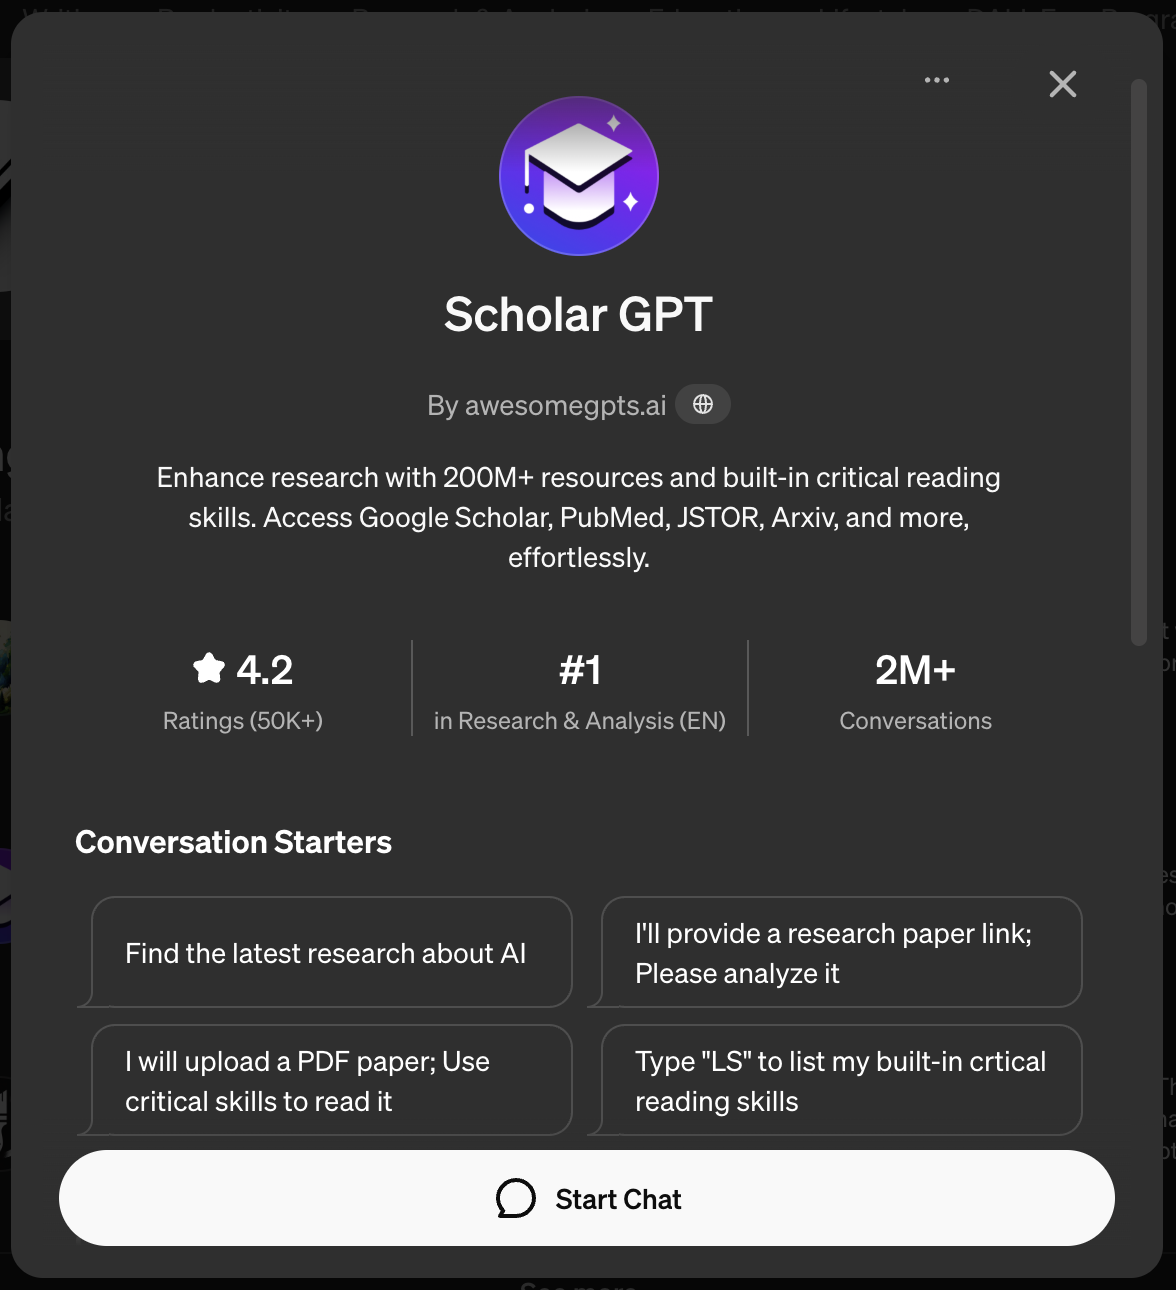 Scholar GPT
By awesomegpts.ai
Enhance research with 200M+ resources and built-in critical reading
skills. Access Google Scholar, PubMed, JSTOR, Arxiv, and more,
effortlessly.
4.2
Ratings (50K+)
#1
in Research & Analysis (EN)
2M+
Conversations
Conversation Starters
Find the latest research about AI
I'll provide a research paper link;
Please analyze it
I will upload a PDF paper; Use
critical skills to read it
Type "LS" to list my built-in crtical
reading skills
Start Chat